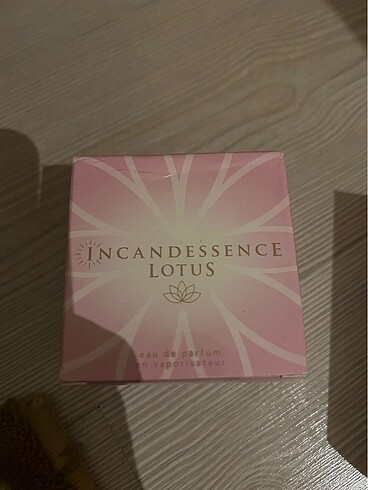 INCANDESSENCE
LOTUS
eau de parfum
en vaporisateur